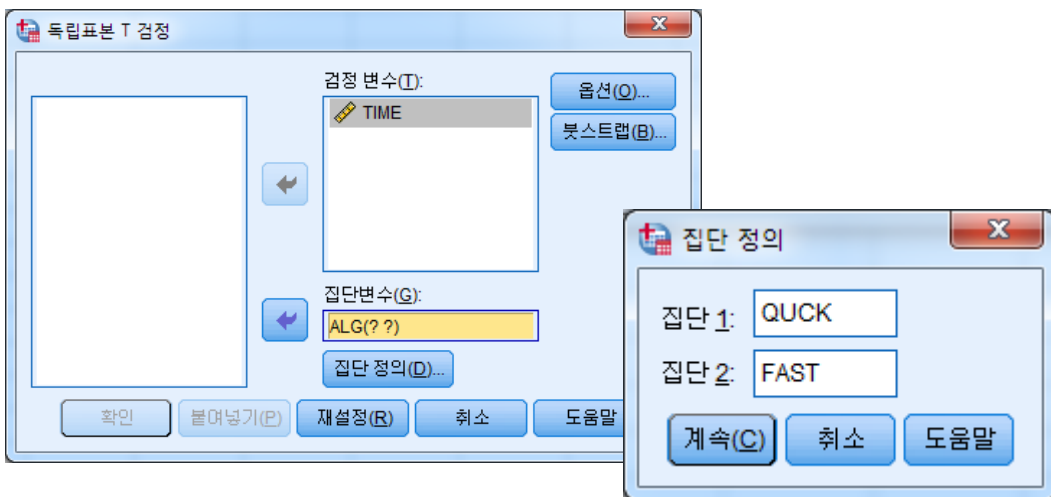 독립표본 T 검정
검정 변수(T):
TIME
옵션(O)...
붓스트랩(B)...
집단변수(G):
ALG(? ?)
집단 정의(D)...
확인
붙여넣기(P)
재설정(R)
취소
도움말
집단 정의
집단 1:
QUCK
집단 2:
FAST
계속(C)
취소
도움말